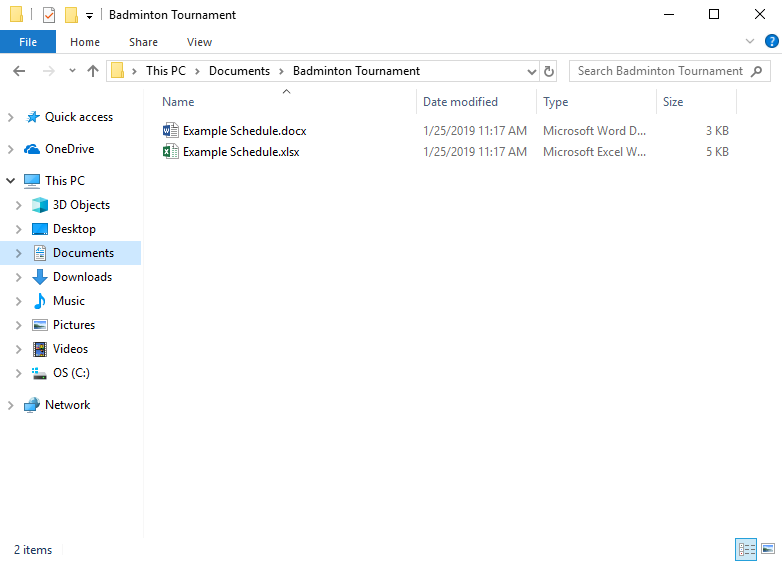 Badminton Tournament
File Home Share View
This PC Documents Badminton Tournament Search Badminton Tournament
Name Date modified Type Size
Example Schedule.docx 1/25/2019 11:17 AM Microsoft Word D... 3 KB
Example Schedule.xlsx 1/25/2019 11:17 AM Microsoft Excel W... 5 KB
Quick access
OneDrive
This PC
3D Objects
Desktop
Documents
Downloads
Music
Pictures
Videos
OS (C:)
Network
2 items